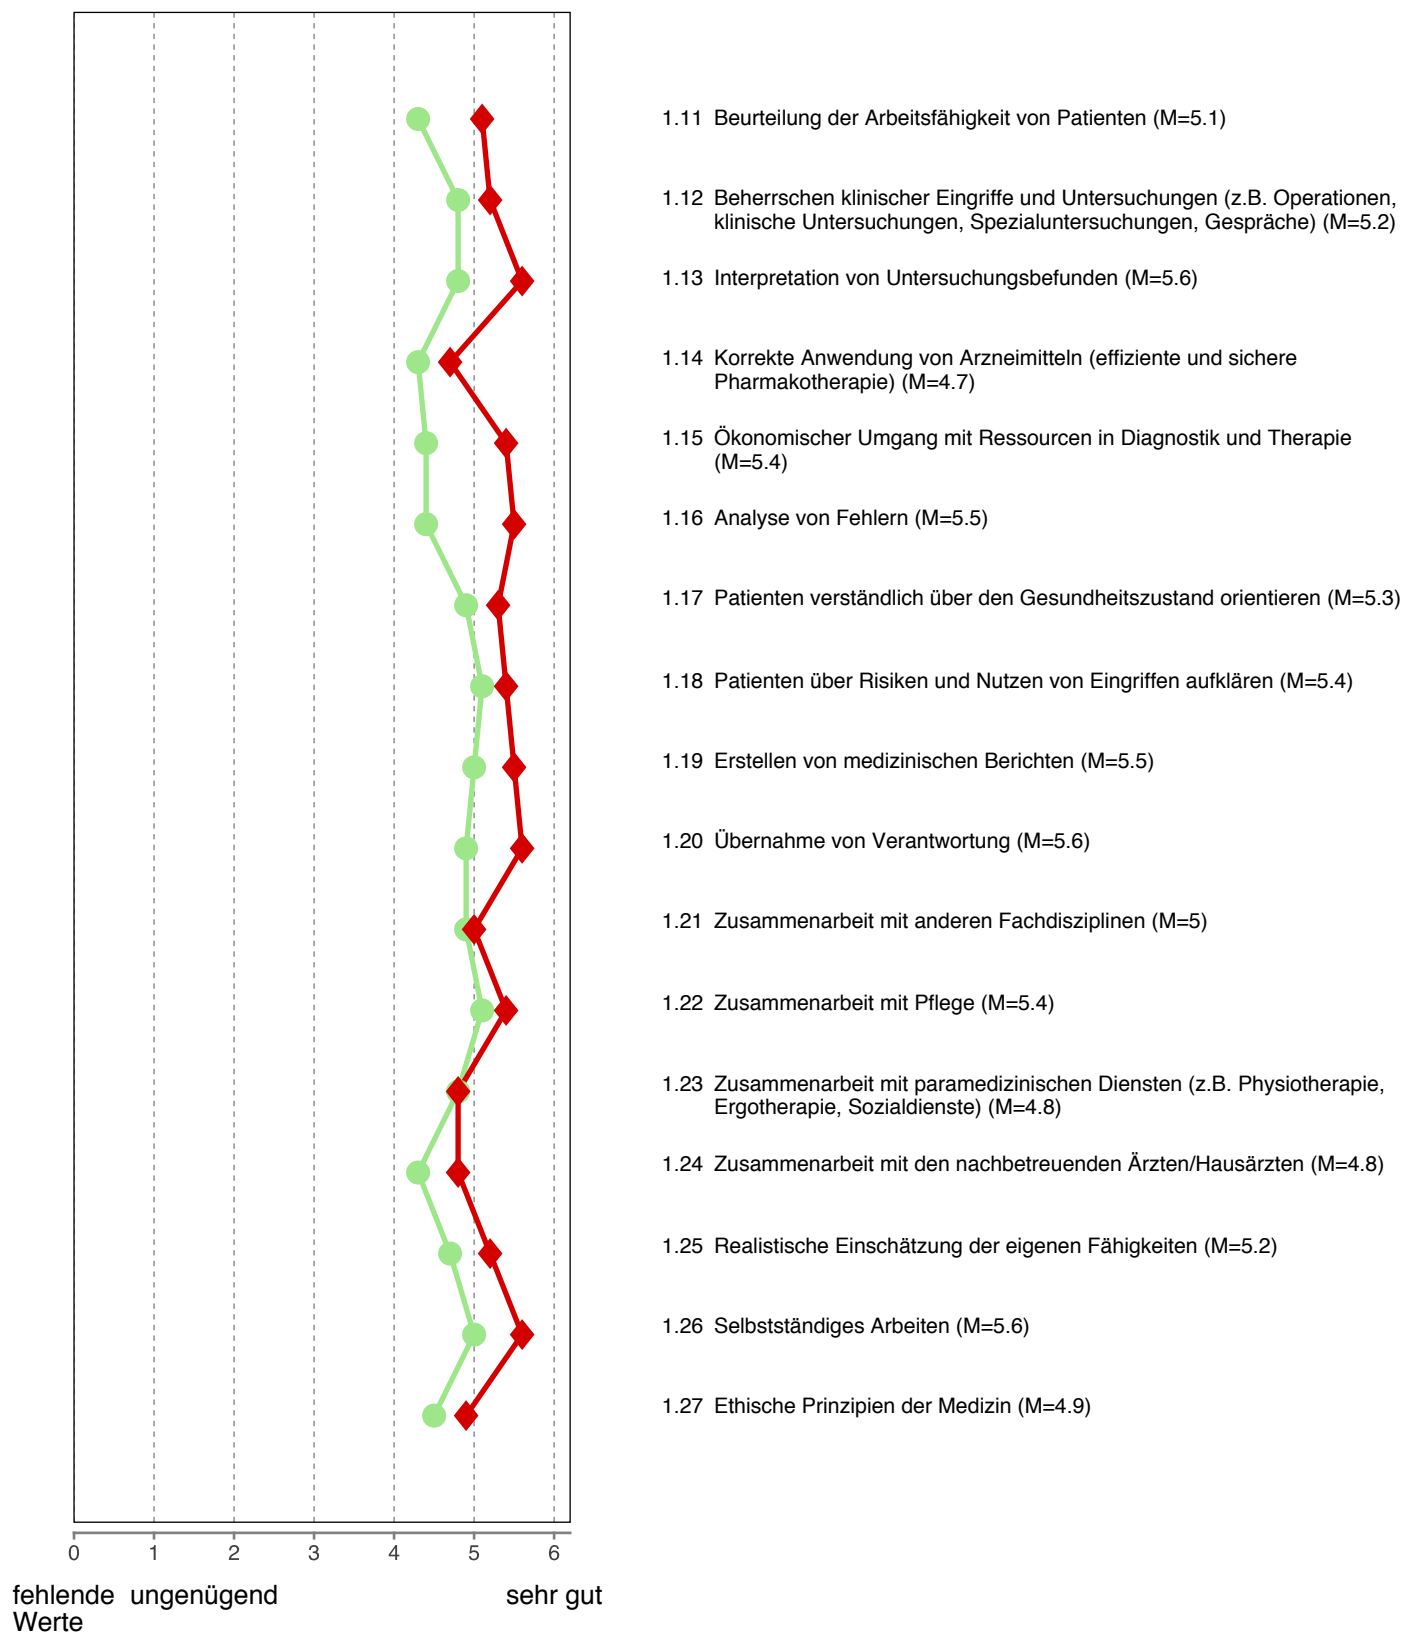 1.11 Beurteilung der Arbeitsfähigkeit von Patienten (M=5.1)
1.12 Beherrschen klinischer Eingriffe und Untersuchungen (z.B. Operationen,
klinische Untersuchungen, Spezialuntersuchungen, Gespräche) (M=5.2)
1.13 Interpretation von Untersuchungsbefunden (M=5.6)
1.14 Korrekte Anwendung von Arzneimitteln (effiziente und sichere
Pharmakotherapie) (M=4.7)
1.15 Ökonomischer Umgang mit Ressourcen in Diagnostik und Therapie
(M=5.4)
1.16 Analyse von Fehlern (M=5.5)
1.17 Patienten verständlich über den Gesundheitszustand orientieren (M=5.3)
1.18 Patienten über Risiken und Nutzen von Eingriffen aufklären (M=5.4)
1.19 Erstellen von medizinischen Berichten (M=5.5)
1.20 Übernahme von Verantwortung (M=5.6)
1.21 Zusammenarbeit mit anderen Fachdisziplinen (M=5)
1.22 Zusammenarbeit mit Pflege (M=5.4)
1.23 Zusammenarbeit mit paramedizinischen Diensten (z.B. Physiotherapie,
Ergotherapie, Sozialdienste) (M=4.8)
1.24 Zusammenarbeit mit den nachbetreuenden Ärzten/Hausärzten (M=4.8)
1.25 Realistische Einschätzung der eigenen Fähigkeiten (M=5.2)
1.26 Selbstständiges Arbeiten (M=5.6)
1.27 Ethische Prinzipien der Medizin (M=4.9)
0 1 2 3 4 5 6
fehlende ungenügend sehr gut
Werte